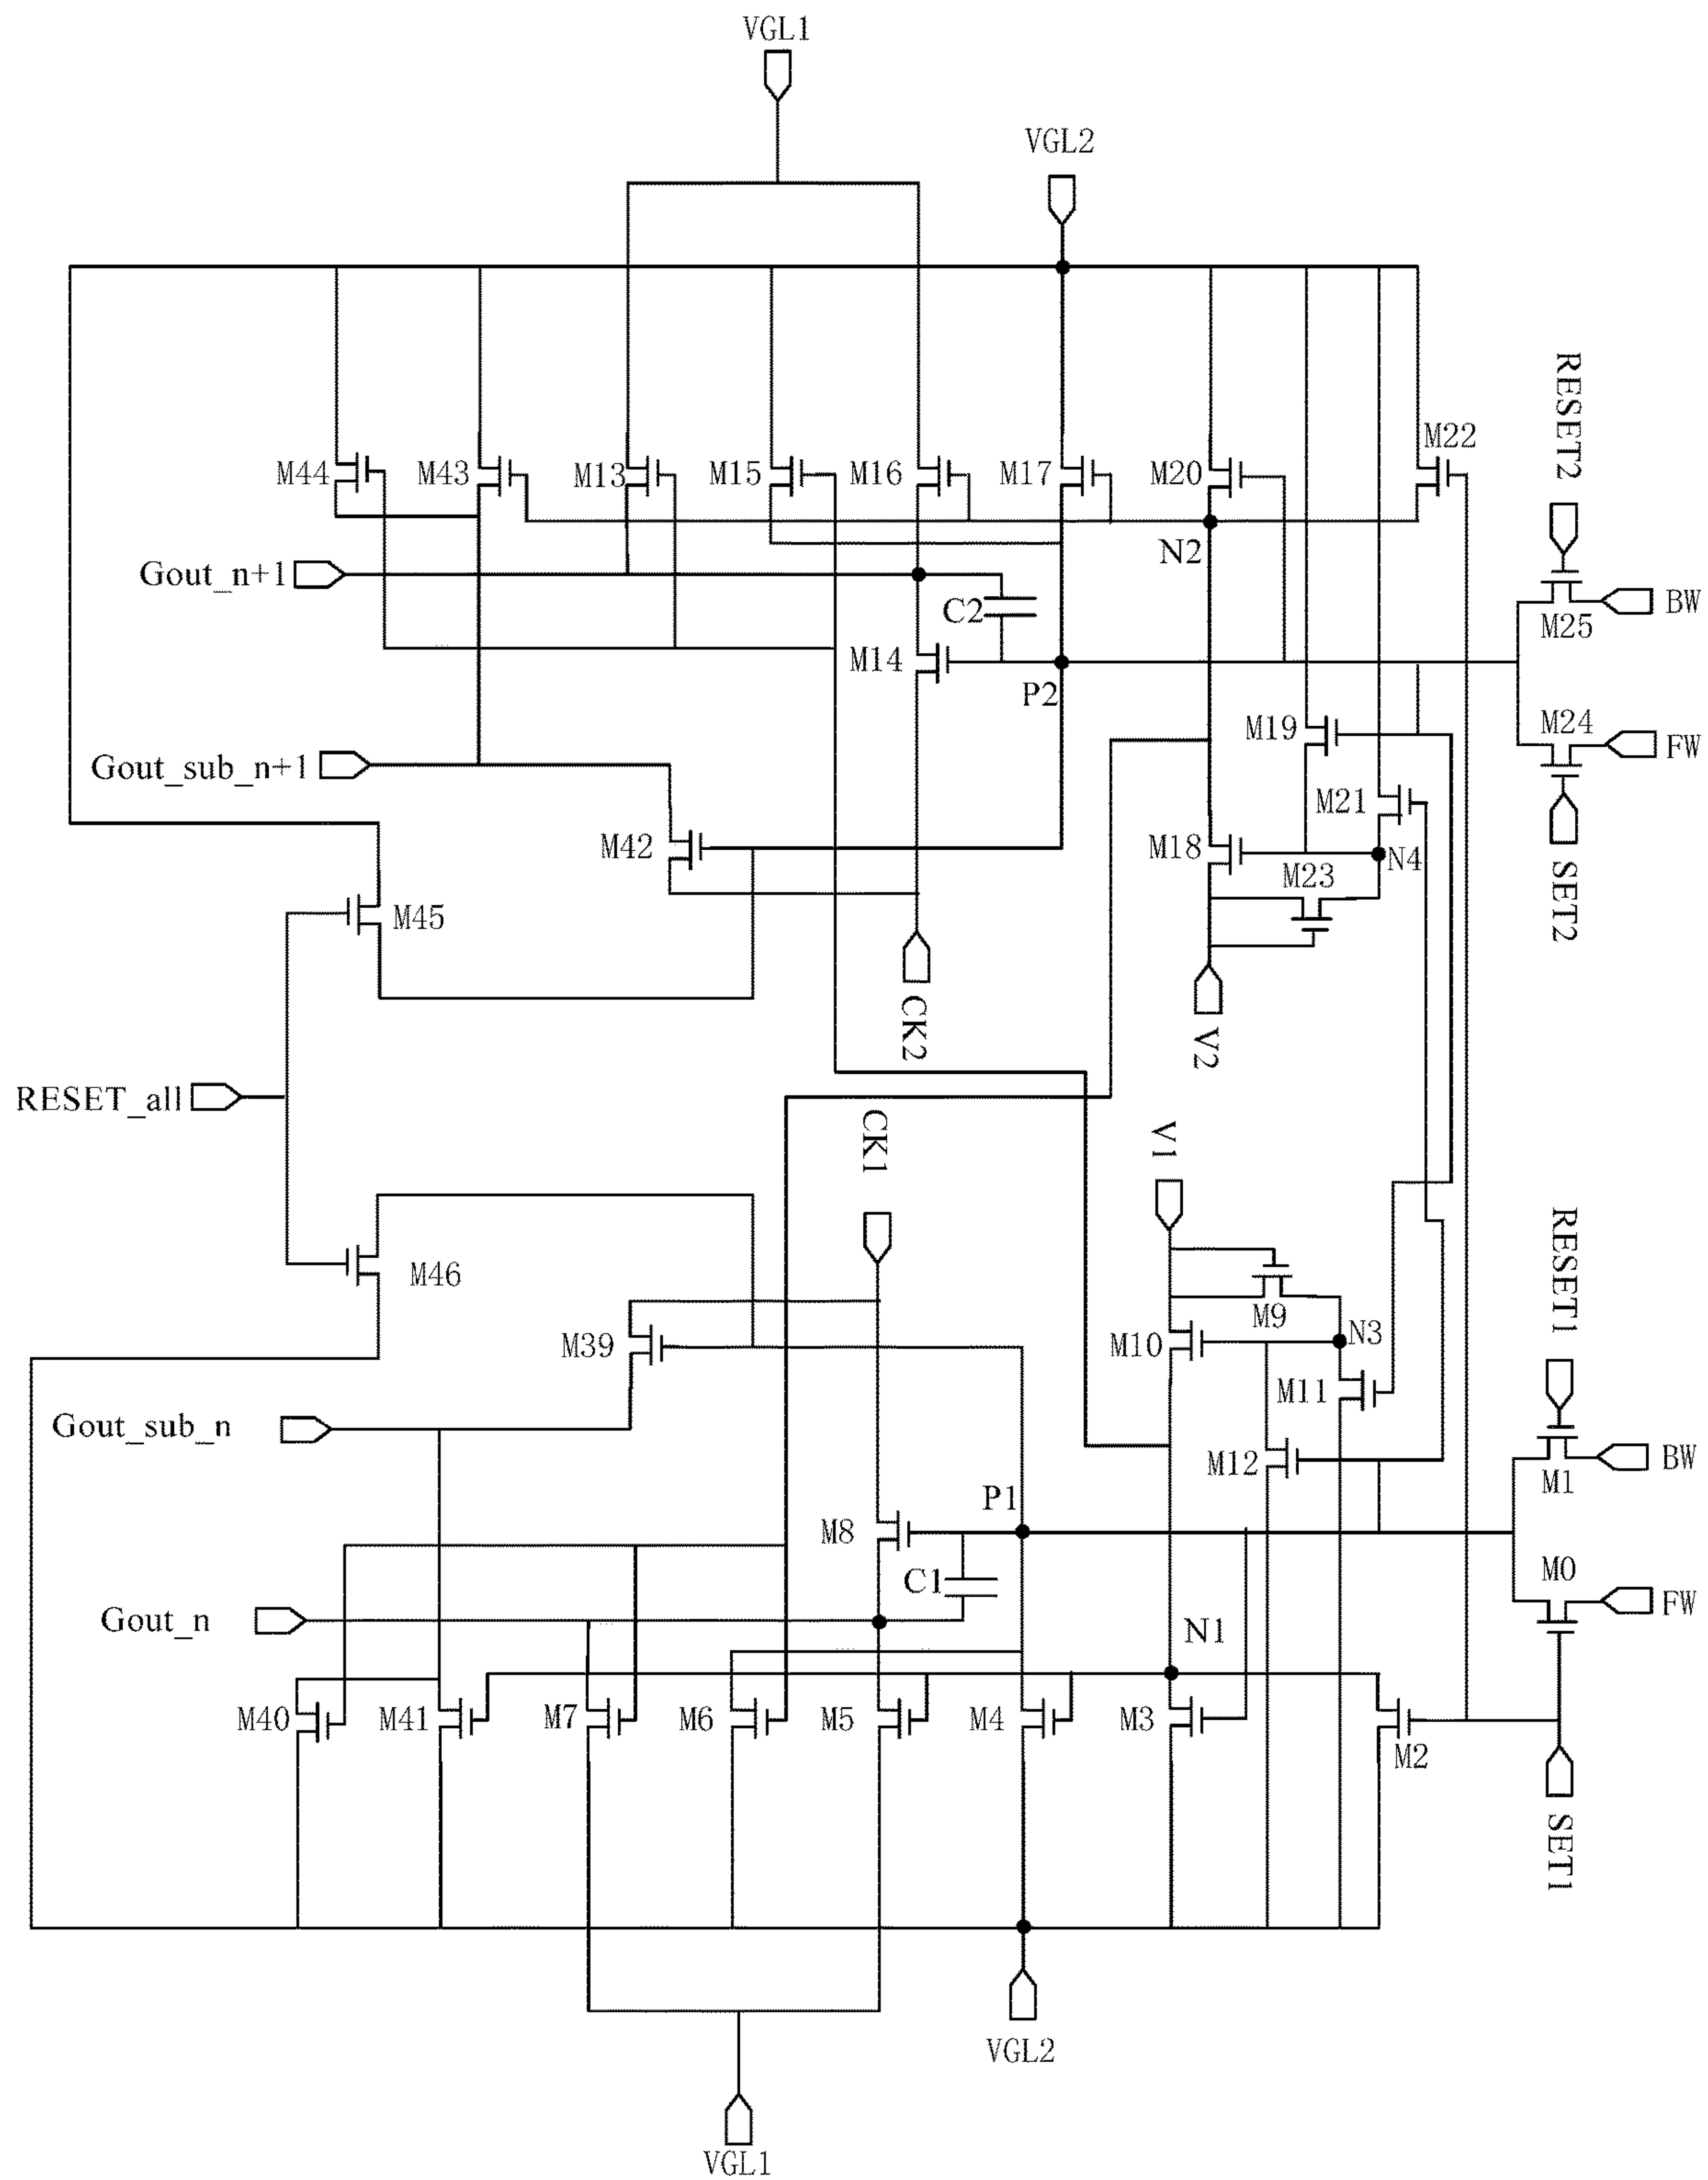 VGL1
VGL2
RESET2
M22
M44
M43
M13
M15
M16
M17
M20
N2
Gout_n+1
C2
BW
M25
M14
P2
M19
M24
FW
Gout_sub_n+1
M21
M42
M18
M23
N4
SET2
M45
CK2
V2
RESET_all
CK1
V1
RESET1
M46
M39
M10
M9
N3
M11
Gout_sub_n
M12
BW
M1
P1
M8
M0
C1
FW
Gout_n
N1
M40
M41
M7
M6
M5
M4
M3
M2
SET1
VGL2
VGL1